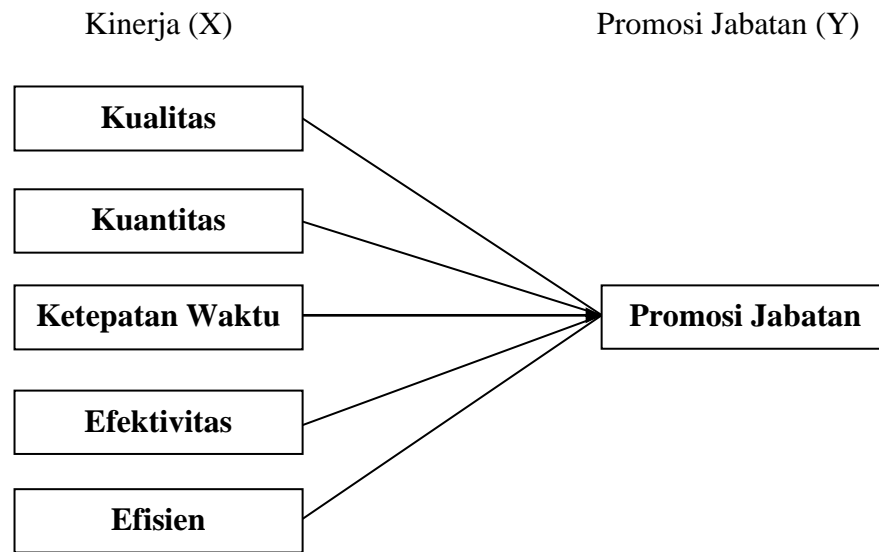 Kinerja (X)
Promosi Jabatan (Y)
Kualitas
Kuantitas
Ketepatan Waktu
Promosi Jabatan
Efektivitas
Efisien